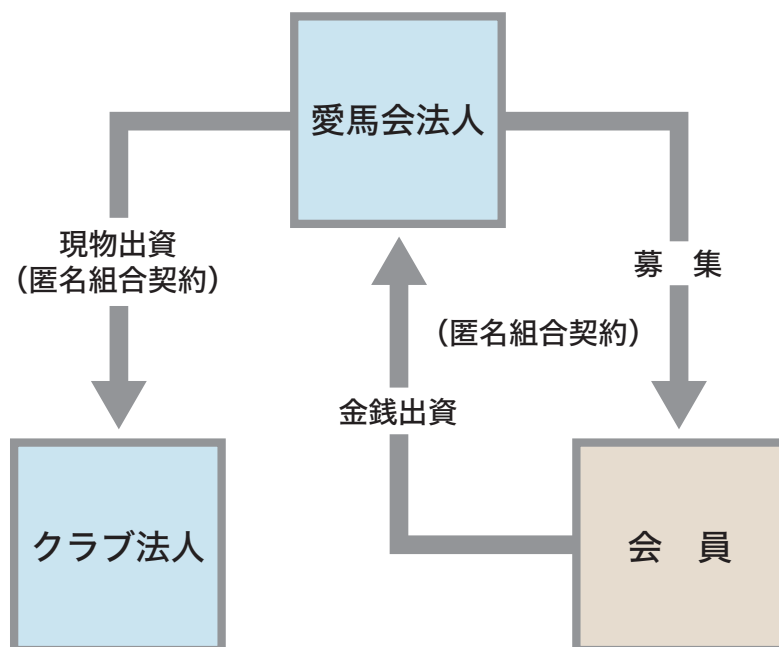 愛馬会法人
現物出資
（匿名組合契約）
募　集
（匿名組合契約）
金銭出資
クラブ法人
会　員